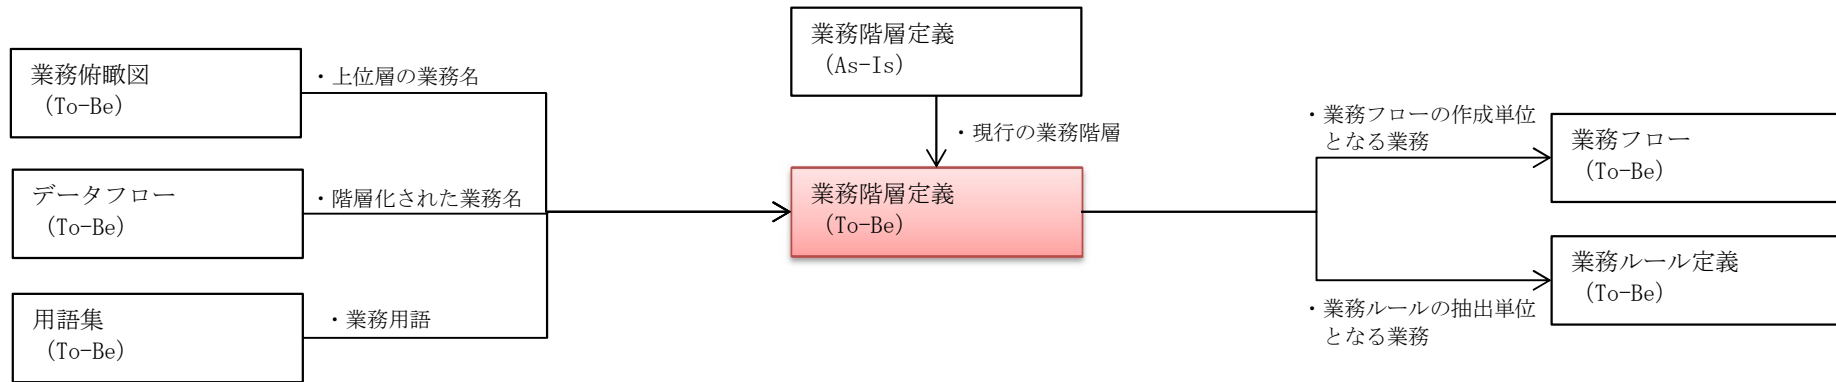 業務俯瞰図
（To-Be）
・上位層の業務名
データフロー
（To-Be）
・階層化された業務名
用語集
（To-Be）
・業務用語
業務階層定義
（As-Is）
・現行の業務階層
業務階層定義
（To-Be）
・業務フローの作成単位
となる業務
業務フロー
（To-Be）
業務ルール定義
（To-Be）
・業務ルールの抽出単位
となる業務